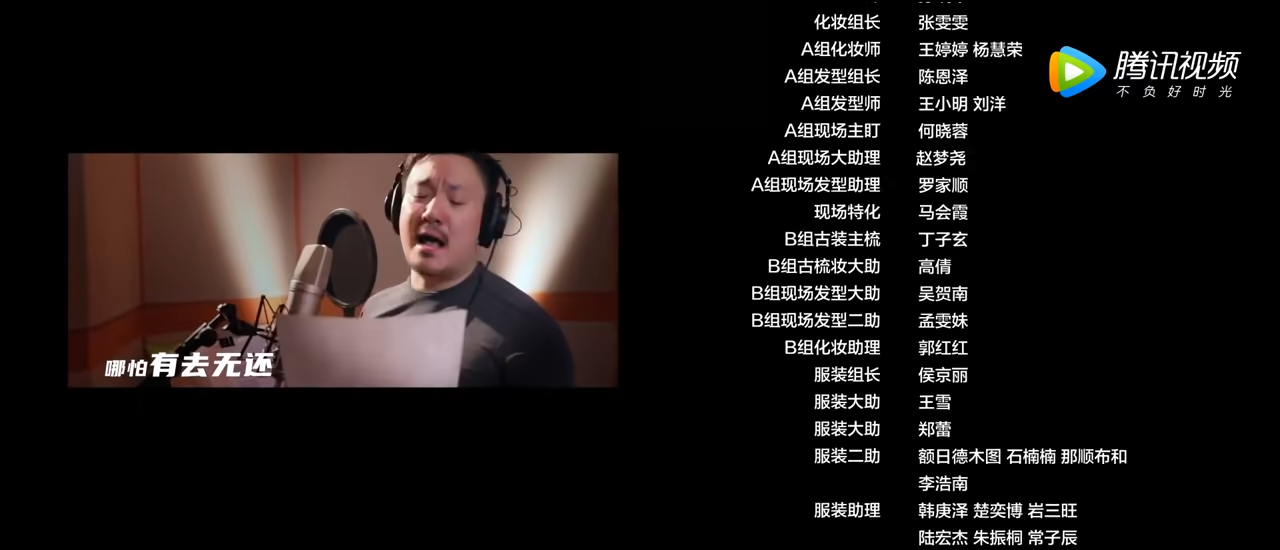 化妆组长 张雯雯
A组化妆师 王婷婷 杨慧荣
A组发型组长 陈恩泽
A组发型师 王小明 刘洋
A组现场主盯 何晓蓉
A组现场大助理 赵梦尧
A组现场发型助理 罗家顺
现场特化 马会霞
B组古装主梳 丁子玄
B组古梳妆大助 高倩
B组现场发型大助 吴贺南
B组现场发型二助 孟雯妹
B组化妆助理 郭红红
服装组长 侯京丽
服装大助 王雪
服装大助 郑蕾
服装二助 额日德木图 石楠楠 那顺布和
李浩南
服装助理 韩庚泽 楚奕博 岩三旺
陆宏杰 朱振桐 常子辰
腾讯视频
不负好时光
哪怕有去无还